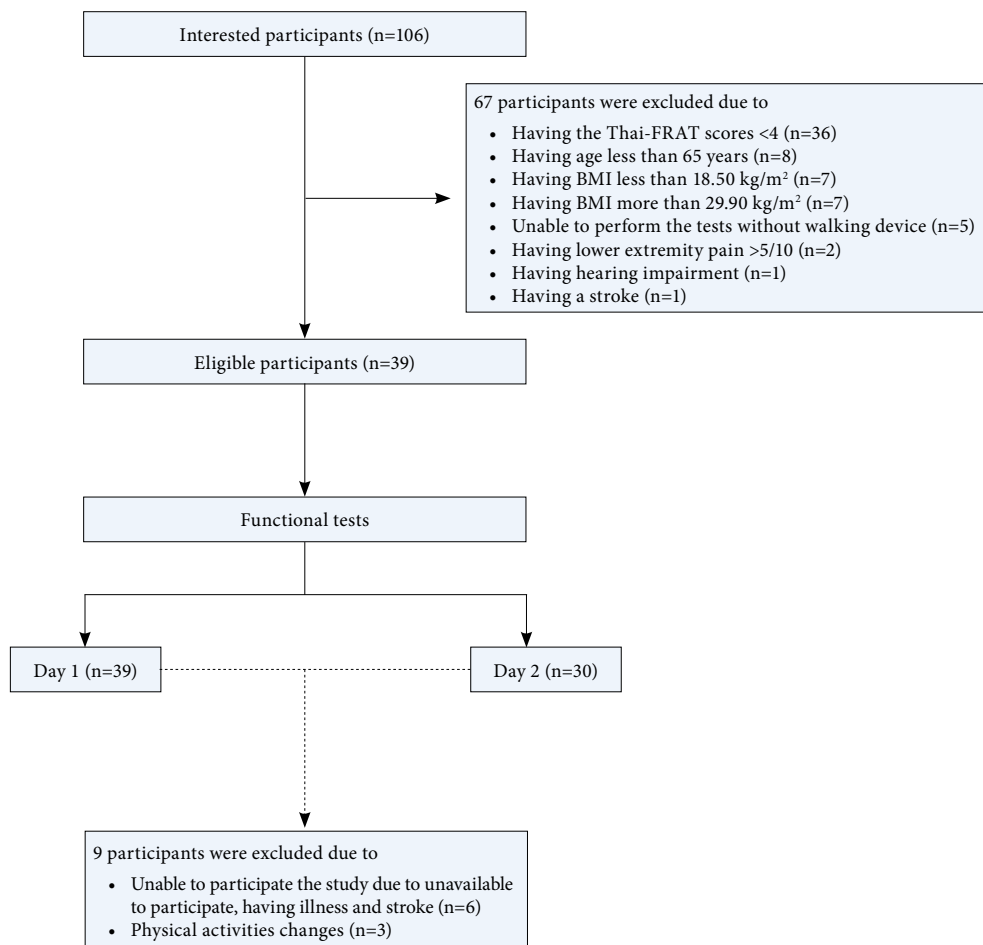 Interested participants (n=106)
67 participants were excluded due to
• Having the Thai-FRAT scores <4 (n=36)
• Having age less than 65 years (n=8)
• Having BMI less than 18.50 kg/m² (n=7)
• Having BMI more than 29.90 kg/m² (n=7)
• Unable to perform the tests without walking device (n=5)
• Having lower extremity pain >5/10 (n=2)
• Having hearing impairment (n=1)
• Having a stroke (n=1)
Eligible participants (n=39)
Functional tests
Day 1 (n=39)
Day 2 (n=30)
9 participants were excluded due to
• Unable to participate the study due to unavailable
to participate, having illness and stroke (n=6)
• Physical activities changes (n=3)